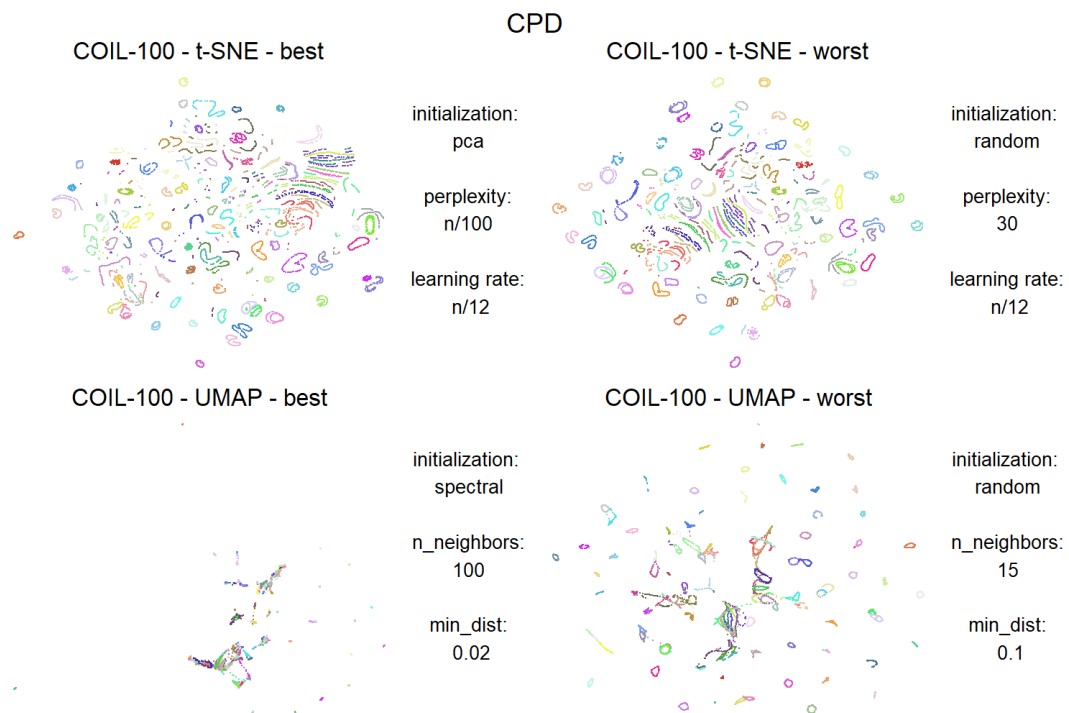 CPD
COIL-100 - t-SNE - best
initialization:
pca
perplexity:
n/100
learning rate:
n/12
COIL-100 - t-SNE - worst
initialization:
random
perplexity:
30
learning rate:
n/12
COIL-100 - UMAP - best
initialization:
spectral
n_neighbors:
100
min_dist:
0.02
COIL-100 - UMAP - worst
initialization:
random
n_neighbors:
15
min_dist:
0.1